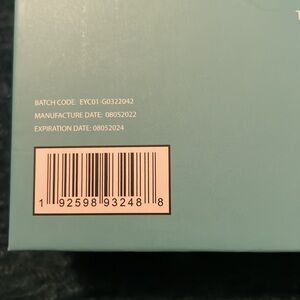 BATCH CODE: EYC01-G0322042
MANUFACTURE DATE: 08052022
EXPIRATION DATE: 08052024
1 92598 93248 8